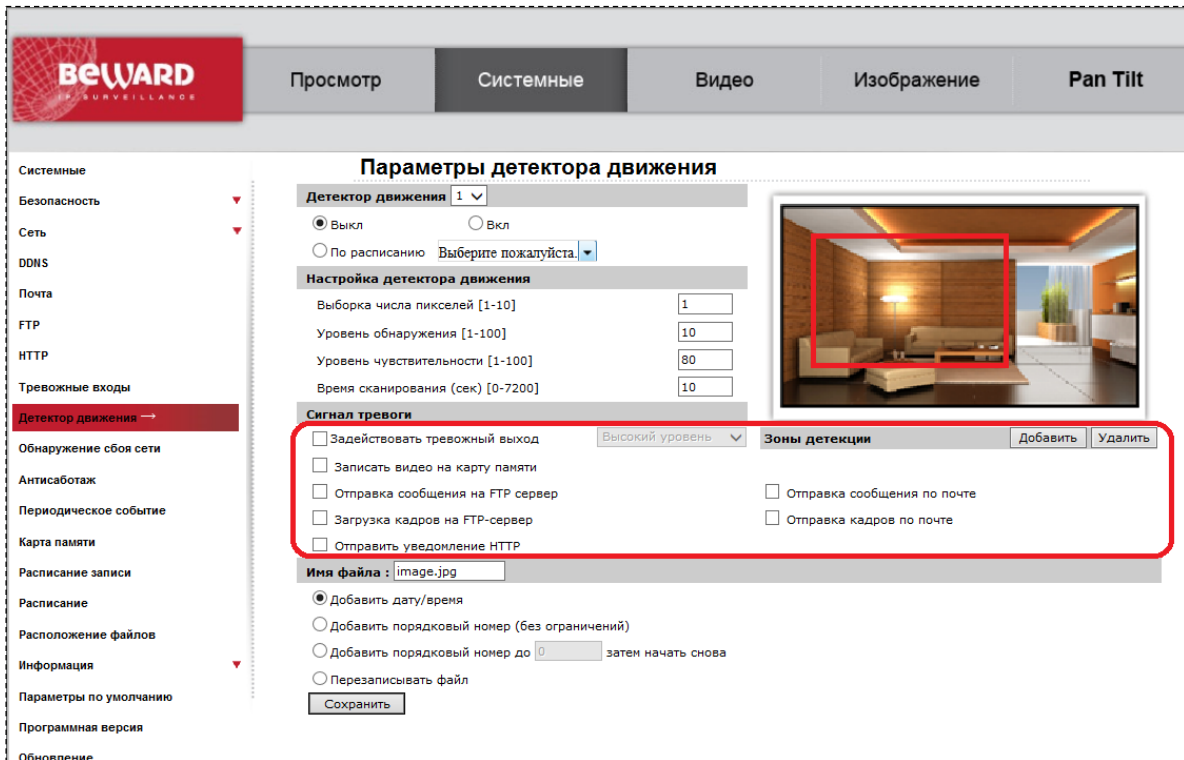 BEWARD
IP SURVEILLANCE
Просмотр
Системные
Видео
Изображение
Pan Tilt
Системные
Безопасность
Сеть
DDNS
Почта
FTP
HTTP
Тревожные входы
Детектор движения →
Обнаружение сбоя сети
Антисаботаж
Периодическое событие
Карта памяти
Расписание записи
Расписание
Расположение файлов
Информация
Параметры по умолчанию
Программная версия
Обновление
Параметры детектора движения
Детектор движения 1
Выкл Вкл
По расписанию Выберите пожалуйста.
Настройка детектора движения
Выборка числа пикселей [1-10] 1
Уровень обнаружения [1-100] 10
Уровень чувствительности [1-100] 80
Время сканирования (сек) [0-7200] 10
Сигнал тревоги
Задействовать тревожный выход Высокий уровень Зоны детекции Добавить Удалить
Записать видео на карту памяти
Отправка сообщения на FTP сервер Отправка сообщения по почте
Загрузка кадров на FTP-сервер Отправка кадров по почте
Отправить уведомление HTTP
Имя файла : image.jpg
Добавить дату/время
Добавить порядковый номер (без ограничений)
Добавить порядковый номер до 0 затем начать снова
Перезаписывать файл
Сохранить